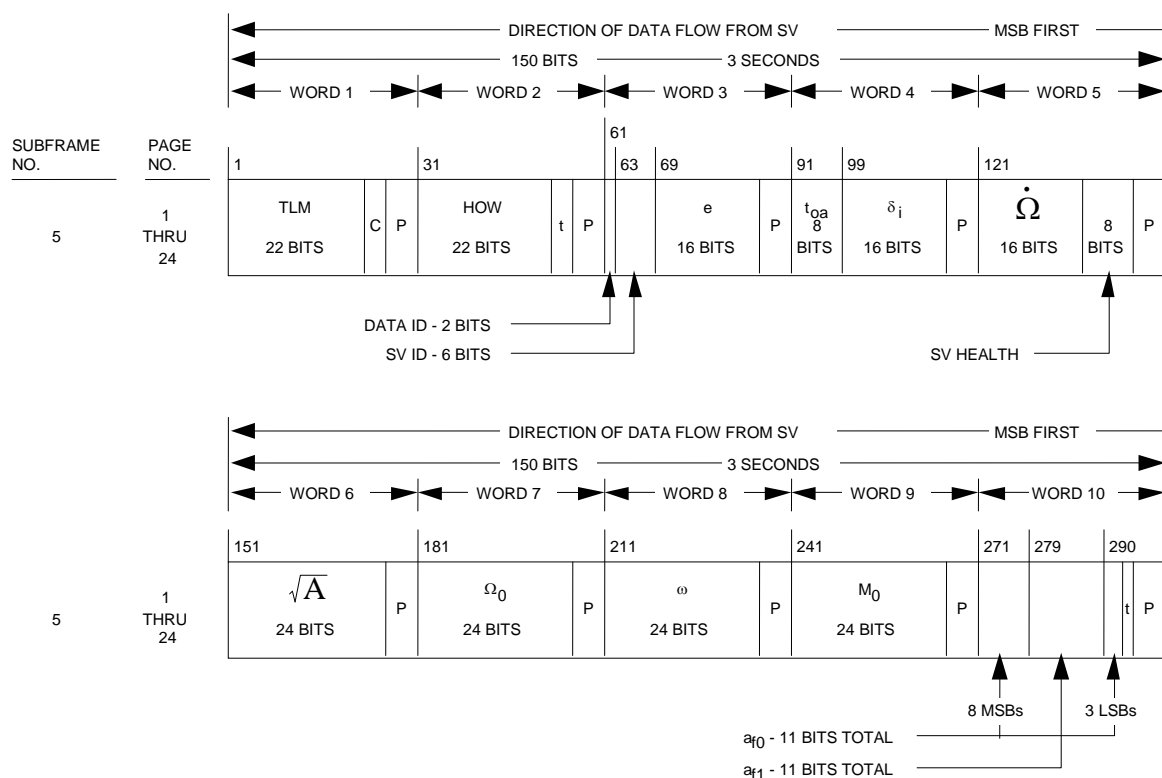 DIRECTION OF DATA FLOW FROM SV MSB FIRST
150 BITS 3 SECONDS
WORD 1 WORD 2 WORD 3 WORD 4 WORD 5
SUBFRAME NO.
PAGE NO.
1 31 61 63 69 91 99 121
5
1 THRU 24
TLM 22 BITS
C
P
HOW 22 BITS
t
P
e 16 BITS
P
t_oa 8 BITS
δ_i 16 BITS
P
Ω̇ 16 BITS
8 BITS
P
DATA ID - 2 BITS
SV ID - 6 BITS
SV HEALTH
DIRECTION OF DATA FLOW FROM SV MSB FIRST
150 BITS 3 SECONDS
WORD 6 WORD 7 WORD 8 WORD 9 WORD 10
151 181 211 241 271 279 290
5
1 THRU 24
√A 24 BITS
P
Ω_0 24 BITS
P
ω 24 BITS
P
M_0 24 BITS
P
t
P
8 MSBs 3 LSBs
a_f0 - 11 BITS TOTAL
a_f1 - 11 BITS TOTAL